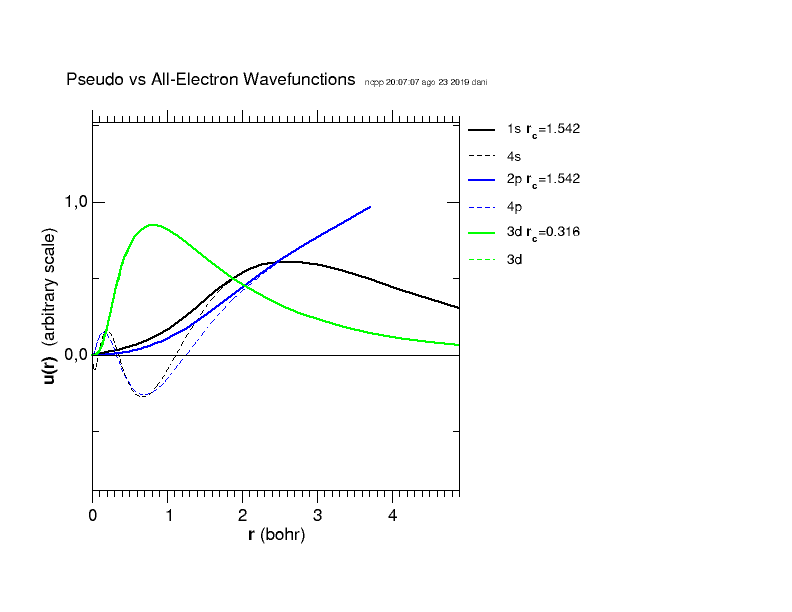 Pseudo vs All-Electron Wavefunctions ncpp 20:07:07 ago 23 2019 dani
1s rc=1.542
4s
2p rc=1.542
4p
3d rc=0.316
3d
1,0
0,0
u(r) (arbitrary scale)
0 1 2 3 4
r (bohr)